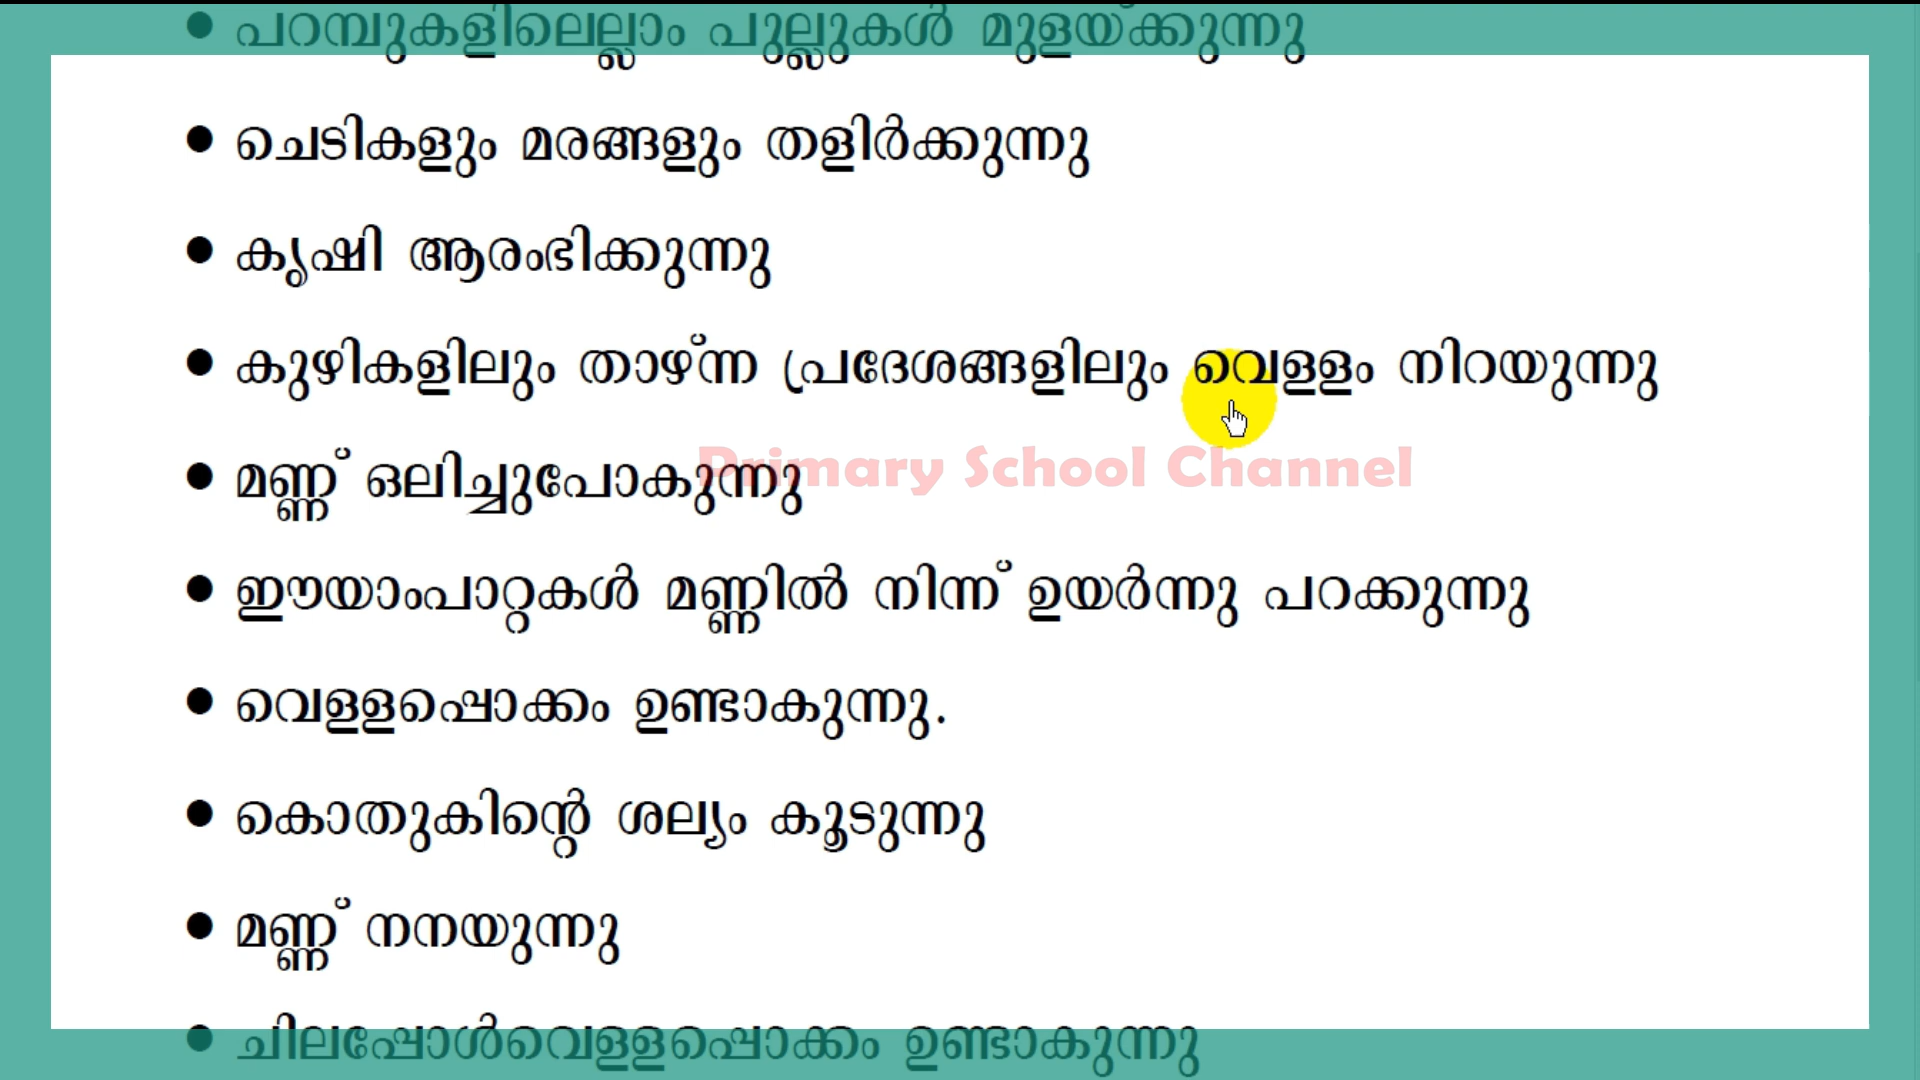 • പറമ്പുകളിലെല്ലാം പുല്ലുകൾ മുളയ്ക്കുന്നു
• ചെടികളും മരങ്ങളും തളിർക്കുന്നു
• കൃഷി ആരംഭിക്കുന്നു
• കുഴികളിലും താഴ്ന്ന പ്രദേശങ്ങളിലും വെള്ളം നിറയുന്നു
Primary School Channel
• മണ്ണ് ഒലിച്ചുപോകുന്നു
• ഈയാംപാറ്റകൾ മണ്ണിൽ നിന്ന് ഉയർന്നു പറക്കുന്നു
• വെള്ളപ്പൊക്കം ഉണ്ടാകുന്നു.
• കൊതുകിന്റെ ശല്യം കൂടുന്നു
• മണ്ണ് നനയുന്നു
• ചിലപ്പോൾവെള്ളപ്പൊക്കം ഉണ്ടാകുന്നു